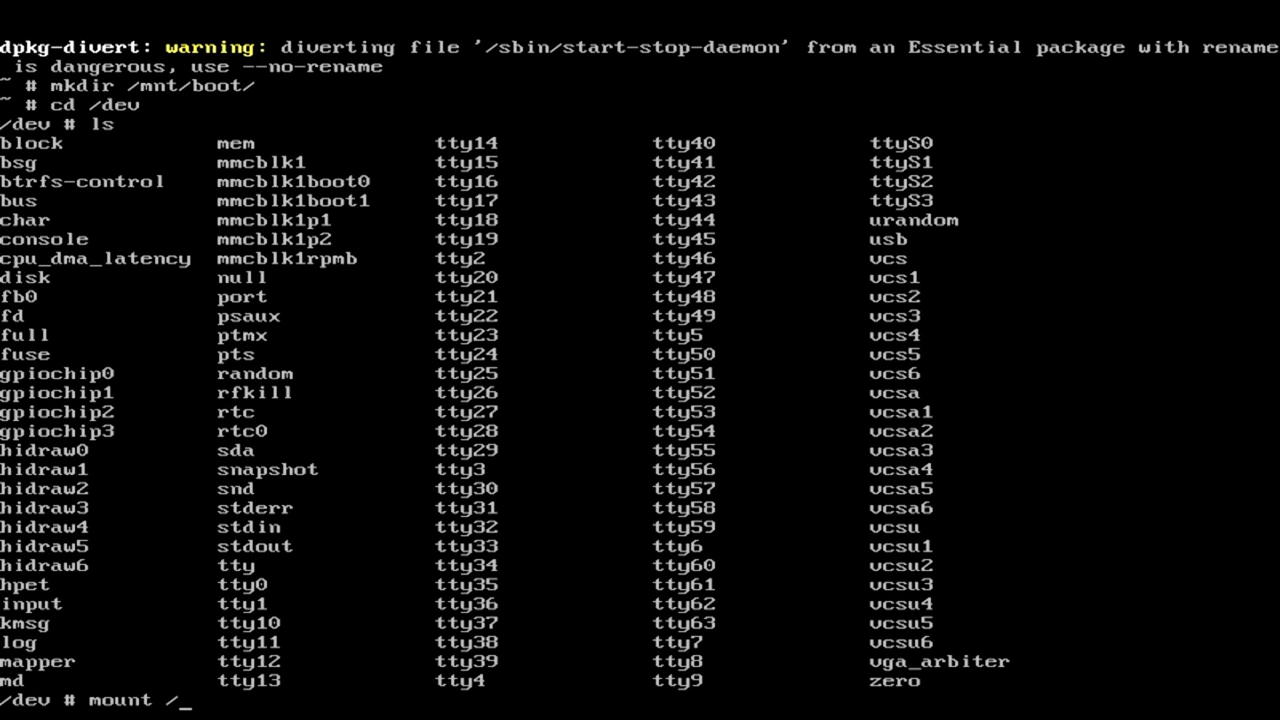 dpkg-divert: warning: diverting file '/sbin/start-stop-daemon' from an Essential package with rename
is dangerous, use --no-rename
~ # mkdir /mnt/boot/
~ # cd /dev
/dev # ls
block mem tty14 tty40 ttyS0
bsg mmcblk1 tty15 tty41 ttyS1
btrfs-control mmcblk1boot0 tty16 tty42 ttyS2
bus mmcblk1boot1 tty17 tty43 ttyS3
char mmcblk1p1 tty18 tty44 urandom
console mmcblk1p2 tty19 tty45 usb
cpu_dma_latency mmcblk1rpmb tty2 tty46 vcs
disk null tty20 tty47 vcs1
fb0 port tty21 tty48 vcs2
fd psaux tty22 tty49 vcs3
full ptmx tty23 tty5 vcs4
fuse pts tty24 tty50 vcs5
gpiochip0 random tty25 tty51 vcs6
gpiochip1 rfkill tty26 tty52 vcsa
gpiochip2 rtc tty27 tty53 vcsa1
gpiochip3 rtc0 tty28 tty54 vcsa2
hidraw0 sda tty29 tty55 vcsa3
hidraw1 snapshot tty3 tty56 vcsa4
hidraw2 snd tty30 tty57 vcsa5
hidraw3 stderr tty31 tty58 vcsa6
hidraw4 stdin tty32 tty59 vcsu
hidraw5 stdout tty33 tty6 vcsu1
hidraw6 tty tty34 tty60 vcsu2
hpet tty0 tty35 tty61 vcsu3
input tty1 tty36 tty62 vcsu4
kmsg tty10 tty37 tty63 vcsu5
log tty11 tty38 tty7 vcsu6
mapper tty12 tty39 tty8 vga_arbiter
md tty13 tty4 tty9 zero
/dev # mount /_